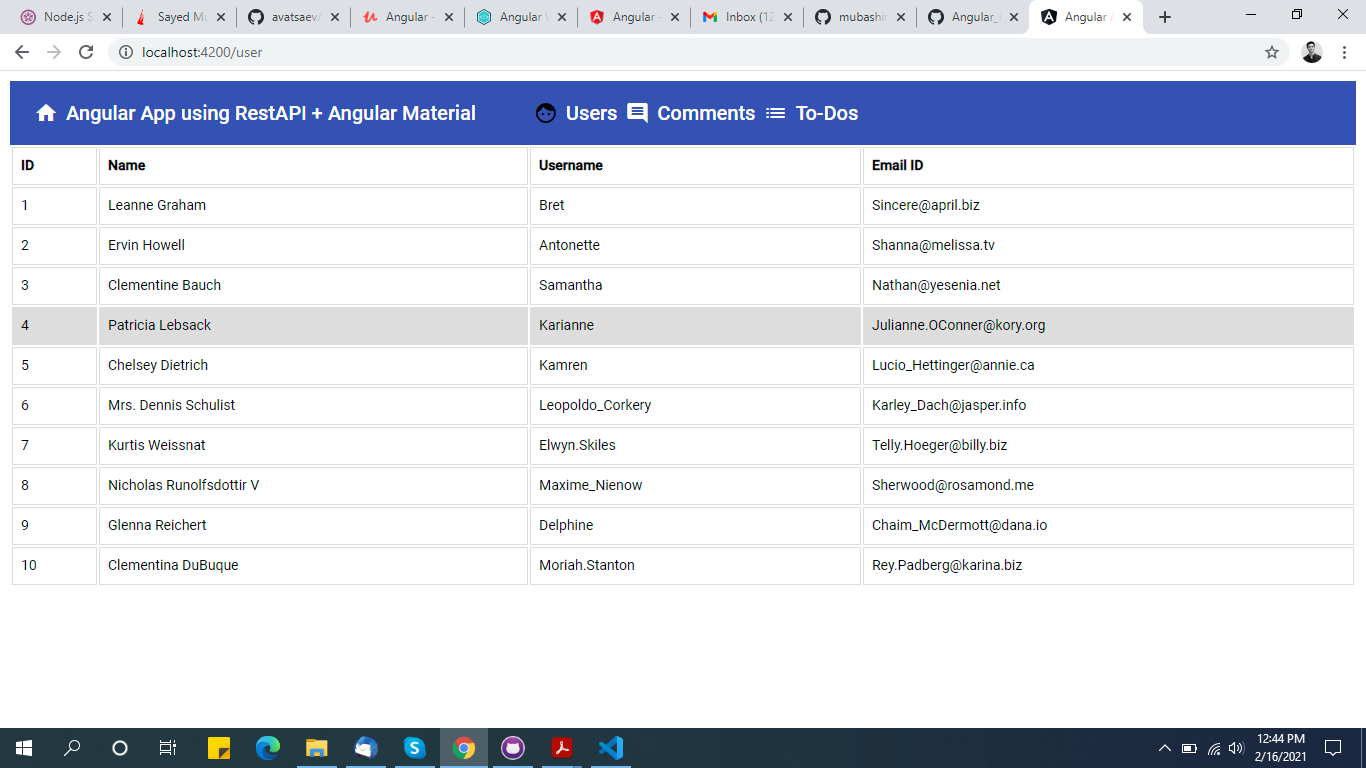 Node.js S Sayed Mu avatsaev/ Angular - Angular Angular - Inbox (12 mubashir Angular_ Angular
localhost:4200/user
Angular App using RestAPI + Angular Material Users Comments To-Dos
ID Name Username Email ID
1 Leanne Graham Bret Sincere@april.biz
2 Ervin Howell Antonette Shanna@melissa.tv
3 Clementine Bauch Samantha Nathan@yesenia.net
4 Patricia Lebsack Karianne Julianne.OConner@kory.org
5 Chelsey Dietrich Kamren Lucio_Hettinger@annie.ca
6 Mrs. Dennis Schulist Leopoldo_Corkery Karley_Dach@jasper.info
7 Kurtis Weissnat Elwyn.Skiles Telly.Hoeger@billy.biz
8 Nicholas Runolfsdottir V Maxime_Nienow Sherwood@rosamond.me
9 Glenna Reichert Delphine Chaim_McDermott@dana.io
10 Clementina DuBuque Moriah.Stanton Rey.Padberg@karina.biz
12:44 PM
2/16/2021